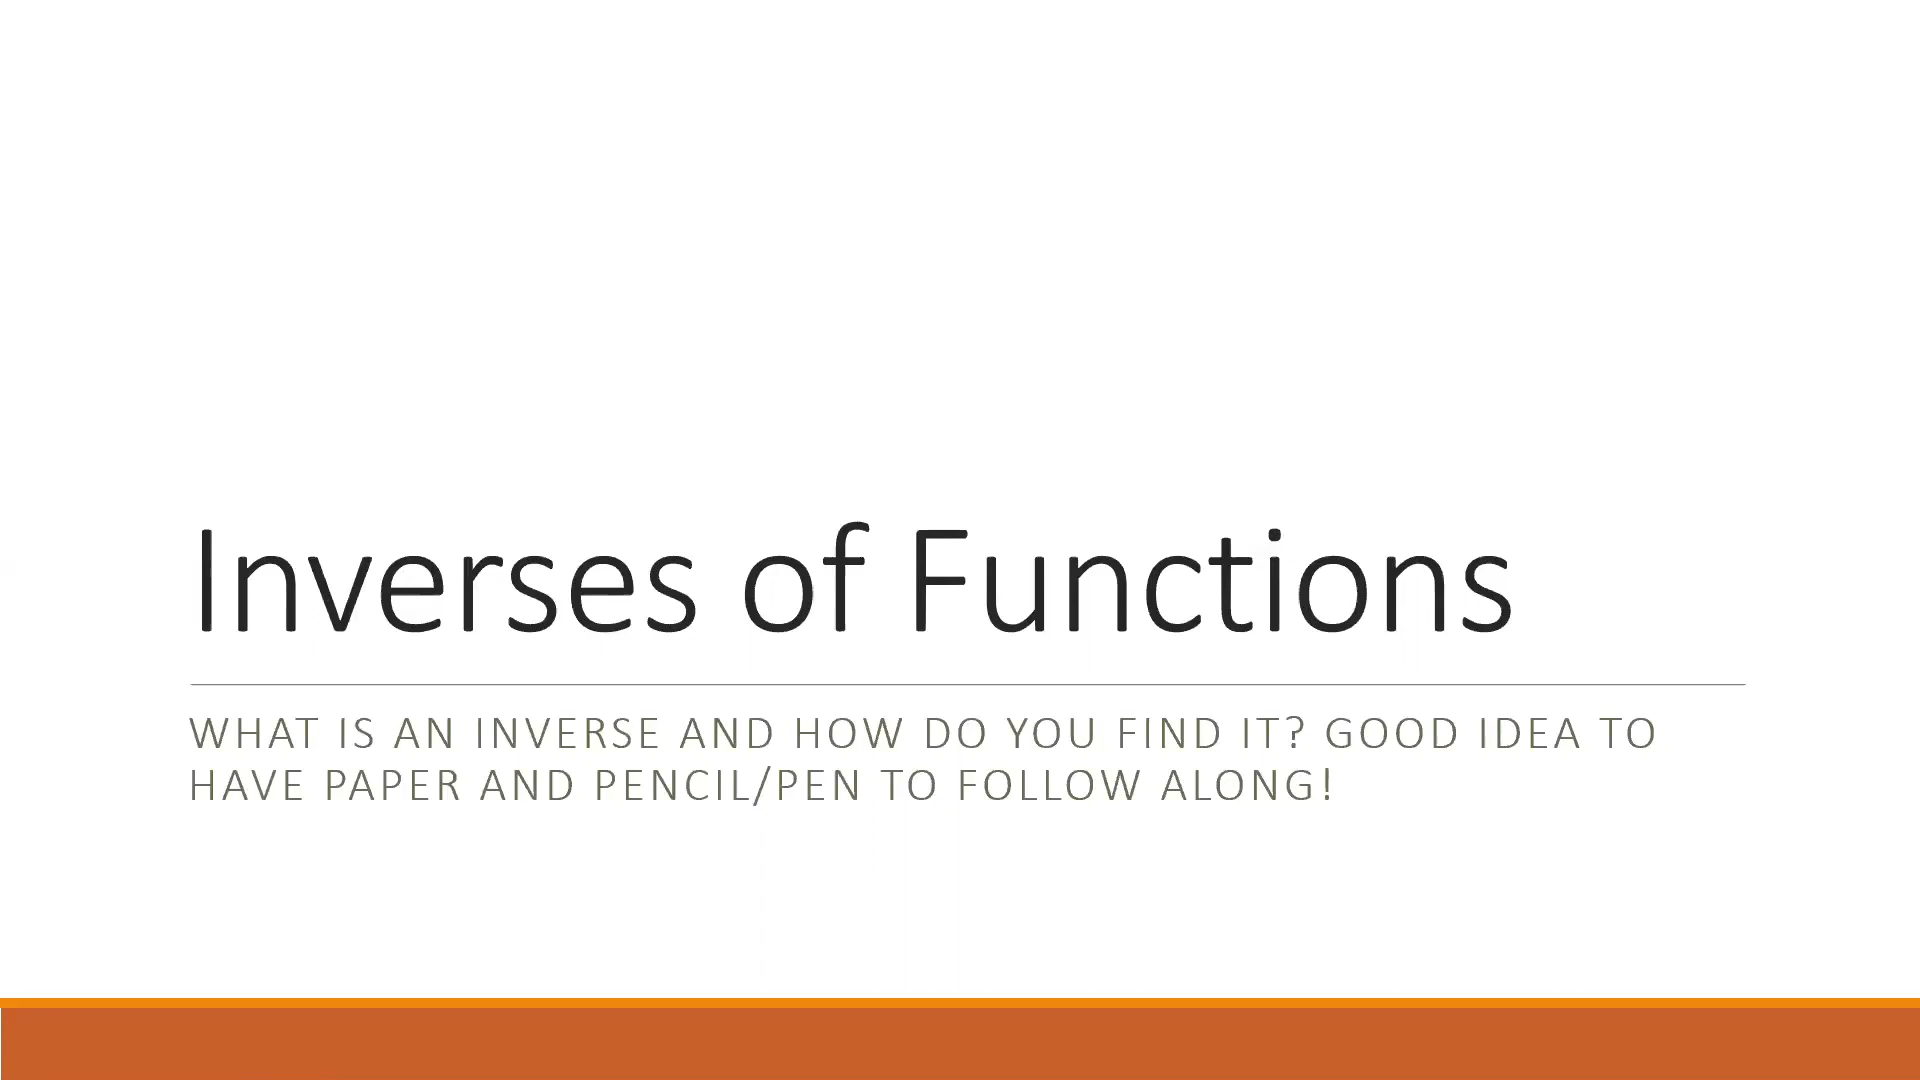 Inverses of Functions
WHAT IS AN INVERSE AND HOW DO YOU FIND IT? GOOD IDEA TO
HAVE PAPER AND PENCIL/PEN TO FOLLOW ALONG!